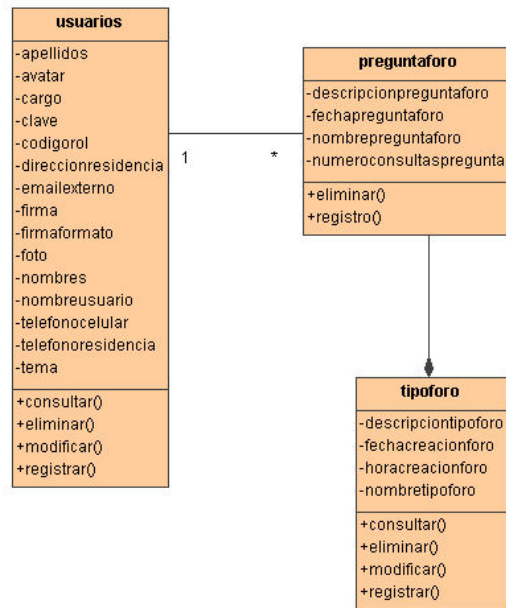 usuarios
-apellidos
-avatar
-cargo
-clave
-codigorol
-direccionresidencia
-emailexterno
-firma
-firmaformato
-foto
-nombres
-nombreusuario
-telefonocelular
-telefonoresidencia
-tema
+consultar()
+eliminar()
+modificar()
+registrar()
1
*
preguntaforo
-descripcionpreguntaforo
-fechapreguntaforo
-nombrepreguntaforo
-numeroconsultaspregunta
+eliminar()
+registro()
tipoforo
-descripciontipoforo
-fechacreacionforo
-horacreacionforo
-nombretipoforo
+consultar()
+eliminar()
+modificar()
+registrar()